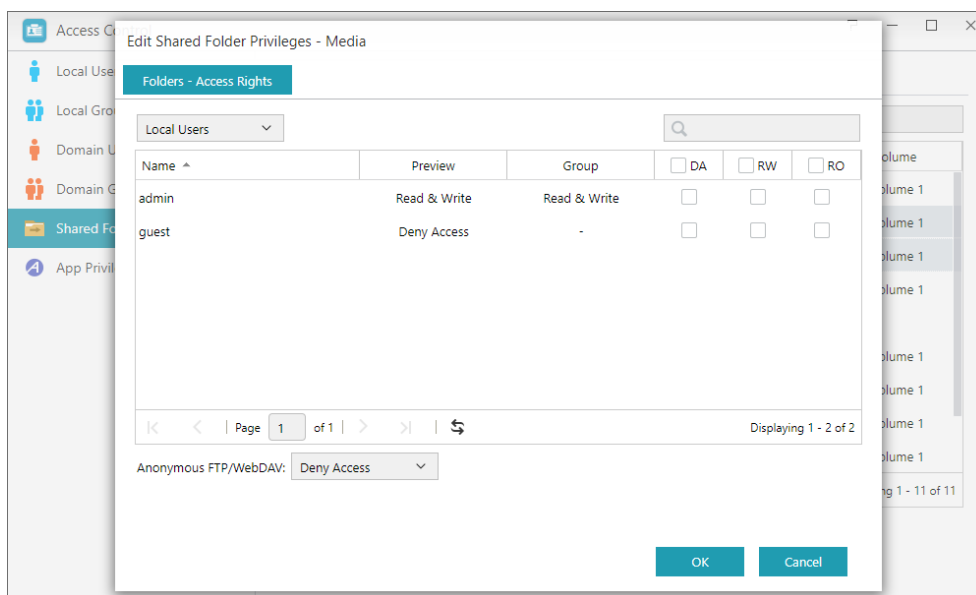 Access Co
Edit Shared Folder Privileges - Media
Local Use
Folders - Access Rights
Local Grou
Local Users
Domain U
Name Preview Group DA RW RO
olume
Domain G
admin Read & Write Read & Write
olume 1
Shared Fo
guest Deny Access -
olume 1
olume 1
App Privil
olume 1
olume 1
olume 1
Page 1 of 1 Displaying 1 - 2 of 2
olume 1
Anonymous FTP/WebDAV: Deny Access
olume 1
ng 1 - 11 of 11
OK Cancel